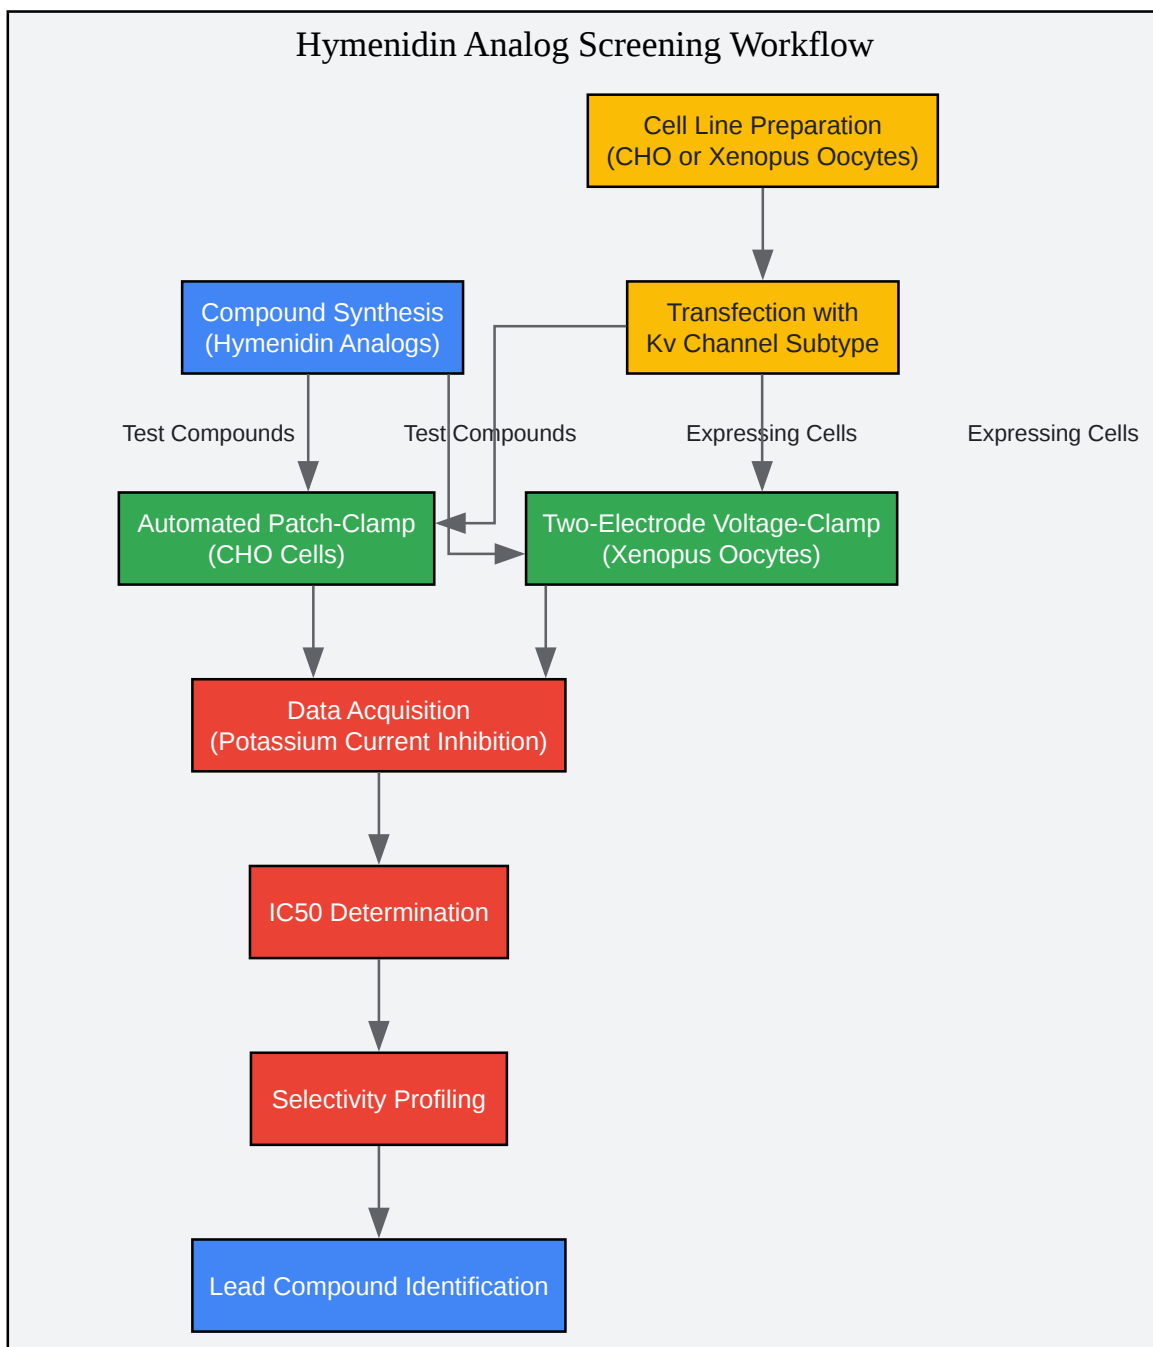 Hymenidin Analog Screening Workflow
Cell Line Preparation
(CHO or Xenopus Oocytes)
Compound Synthesis
(Hymenidin Analogs)
Transfection with
Kv Channel Subtype
Test Compounds
Test Compounds
Expressing Cells
Expressing Cells
Automated Patch-Clamp
(CHO Cells)
Two-Electrode Voltage-Clamp
(Xenopus Oocytes)
Data Acquisition
(Potassium Current Inhibition)
IC50 Determination
Selectivity Profiling
Lead Compound Identification